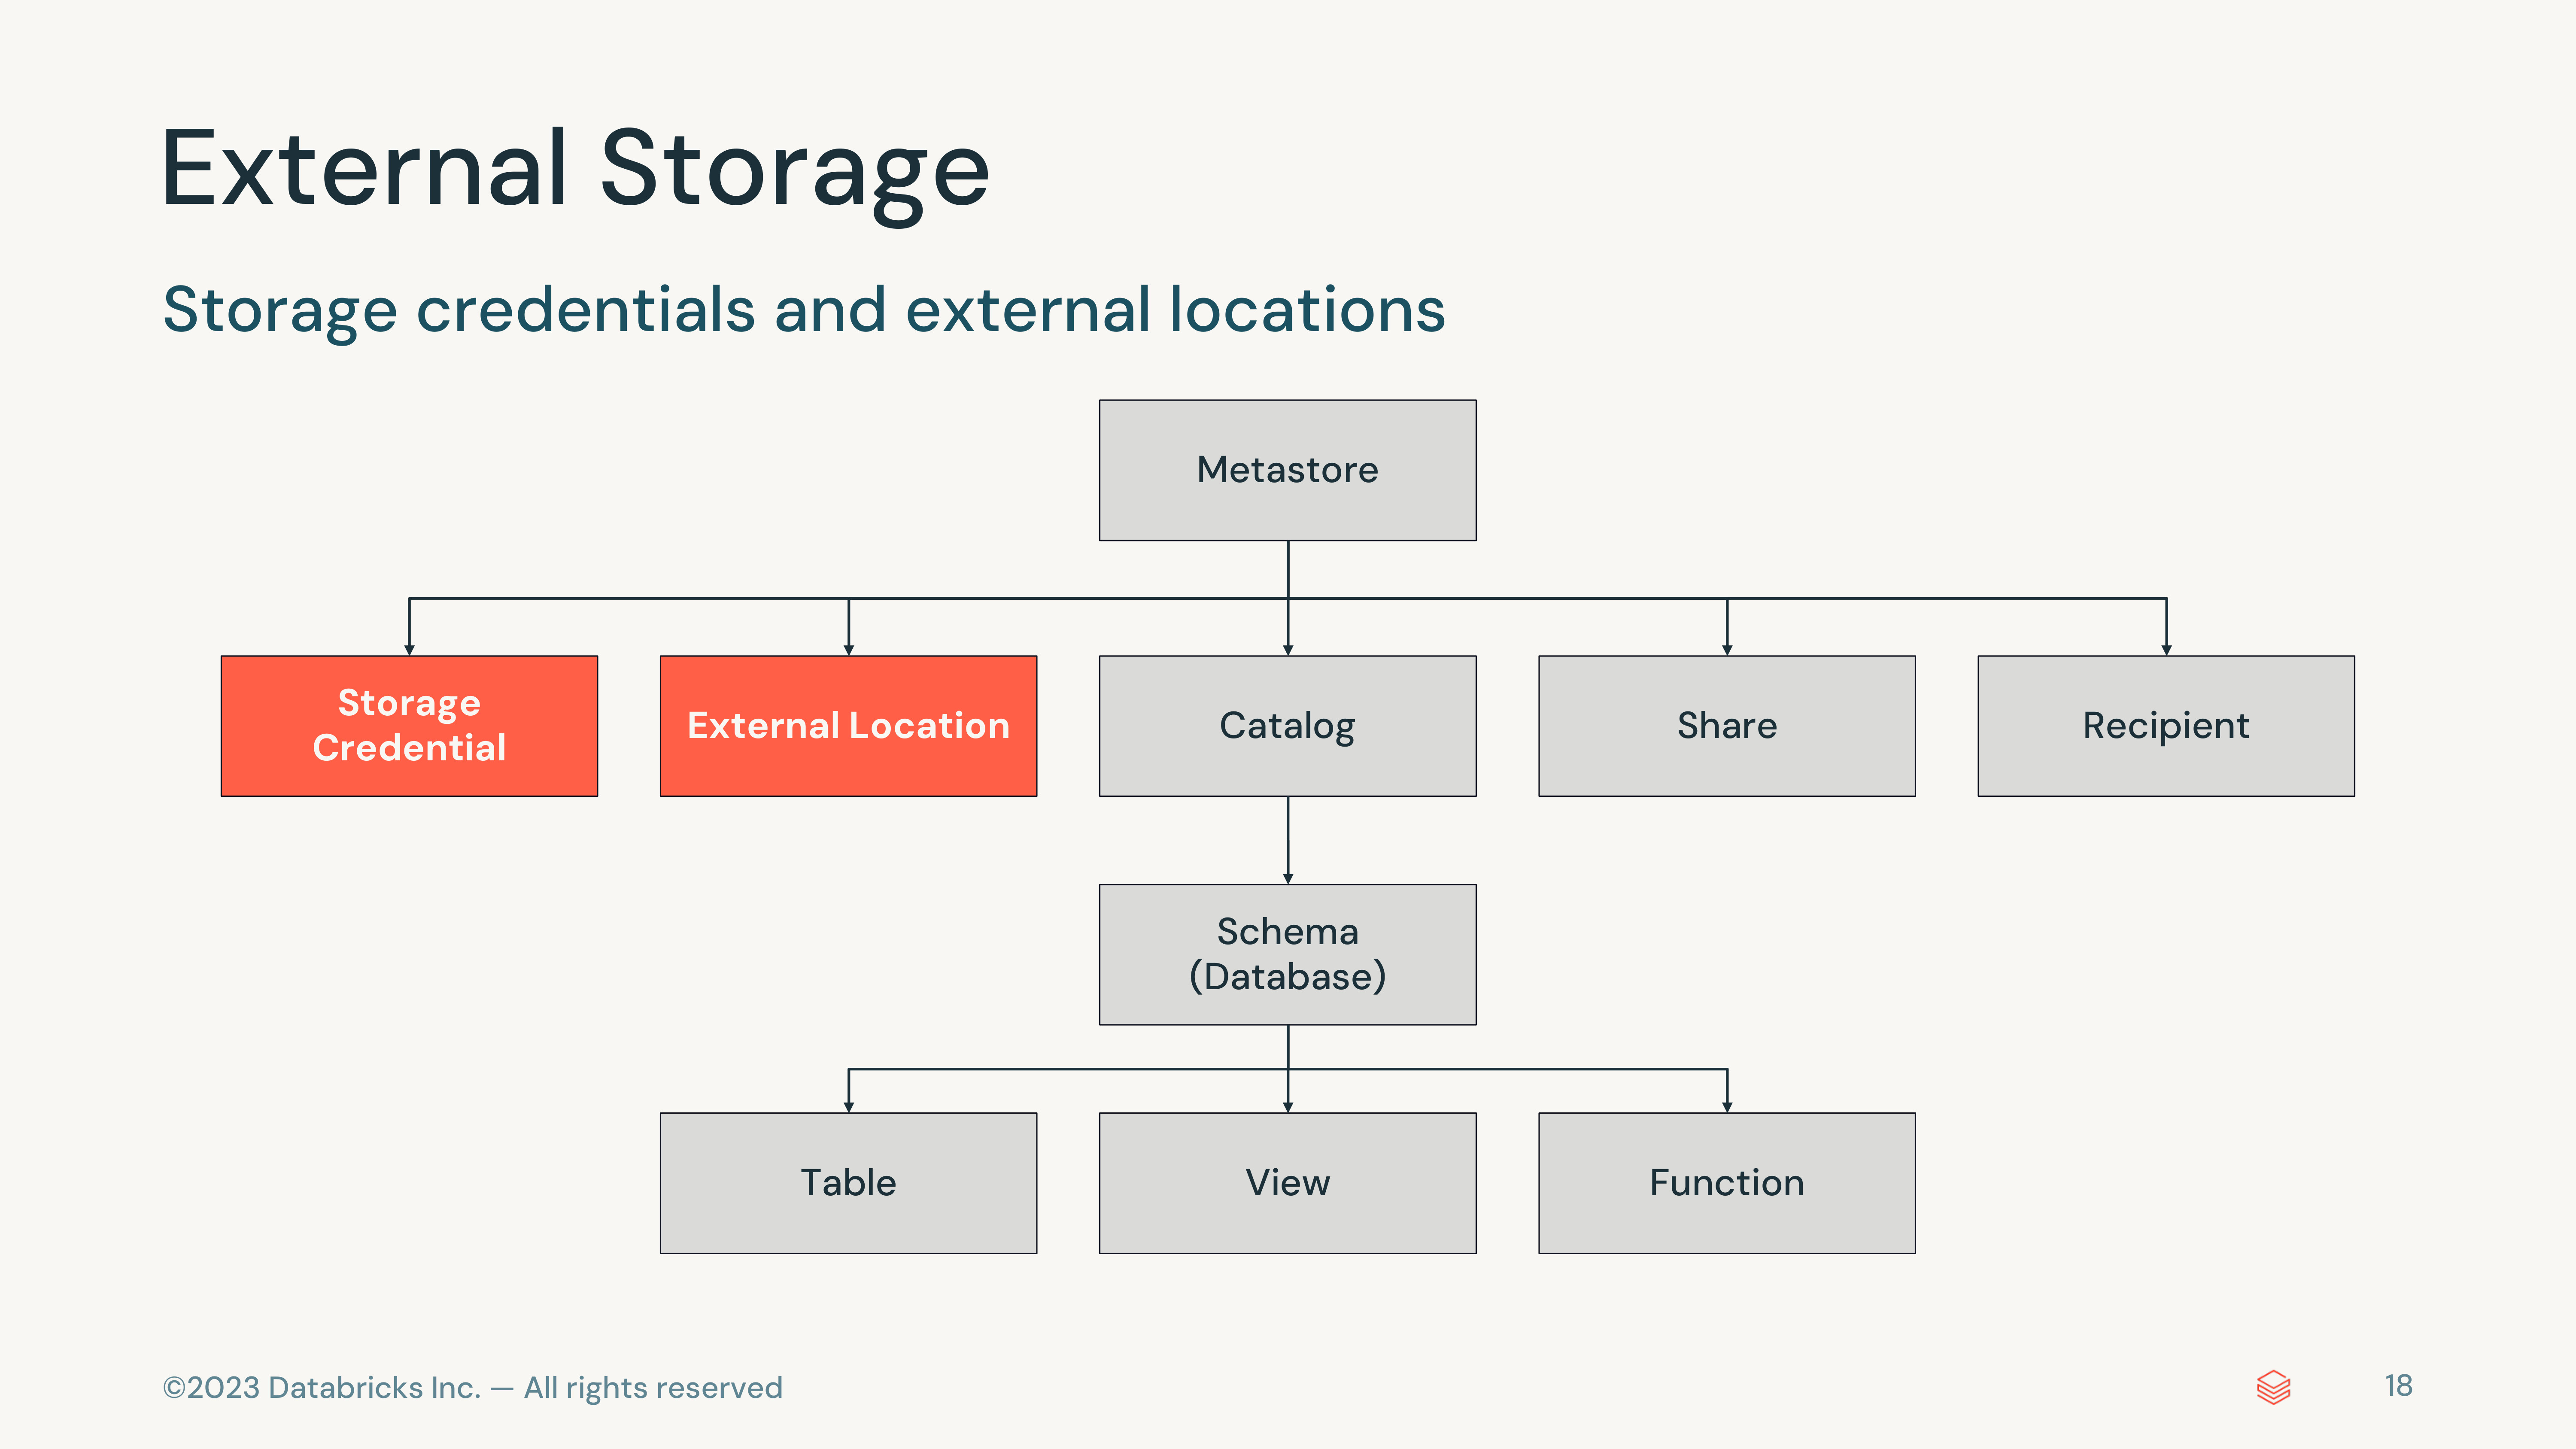 External Storage
Storage credentials and external locations
Metastore
Storage
Credential
External Location
Catalog
Share
Recipient
Schema
(Database)
Table
View
Function
©2023 Databricks Inc. — All rights reserved
18